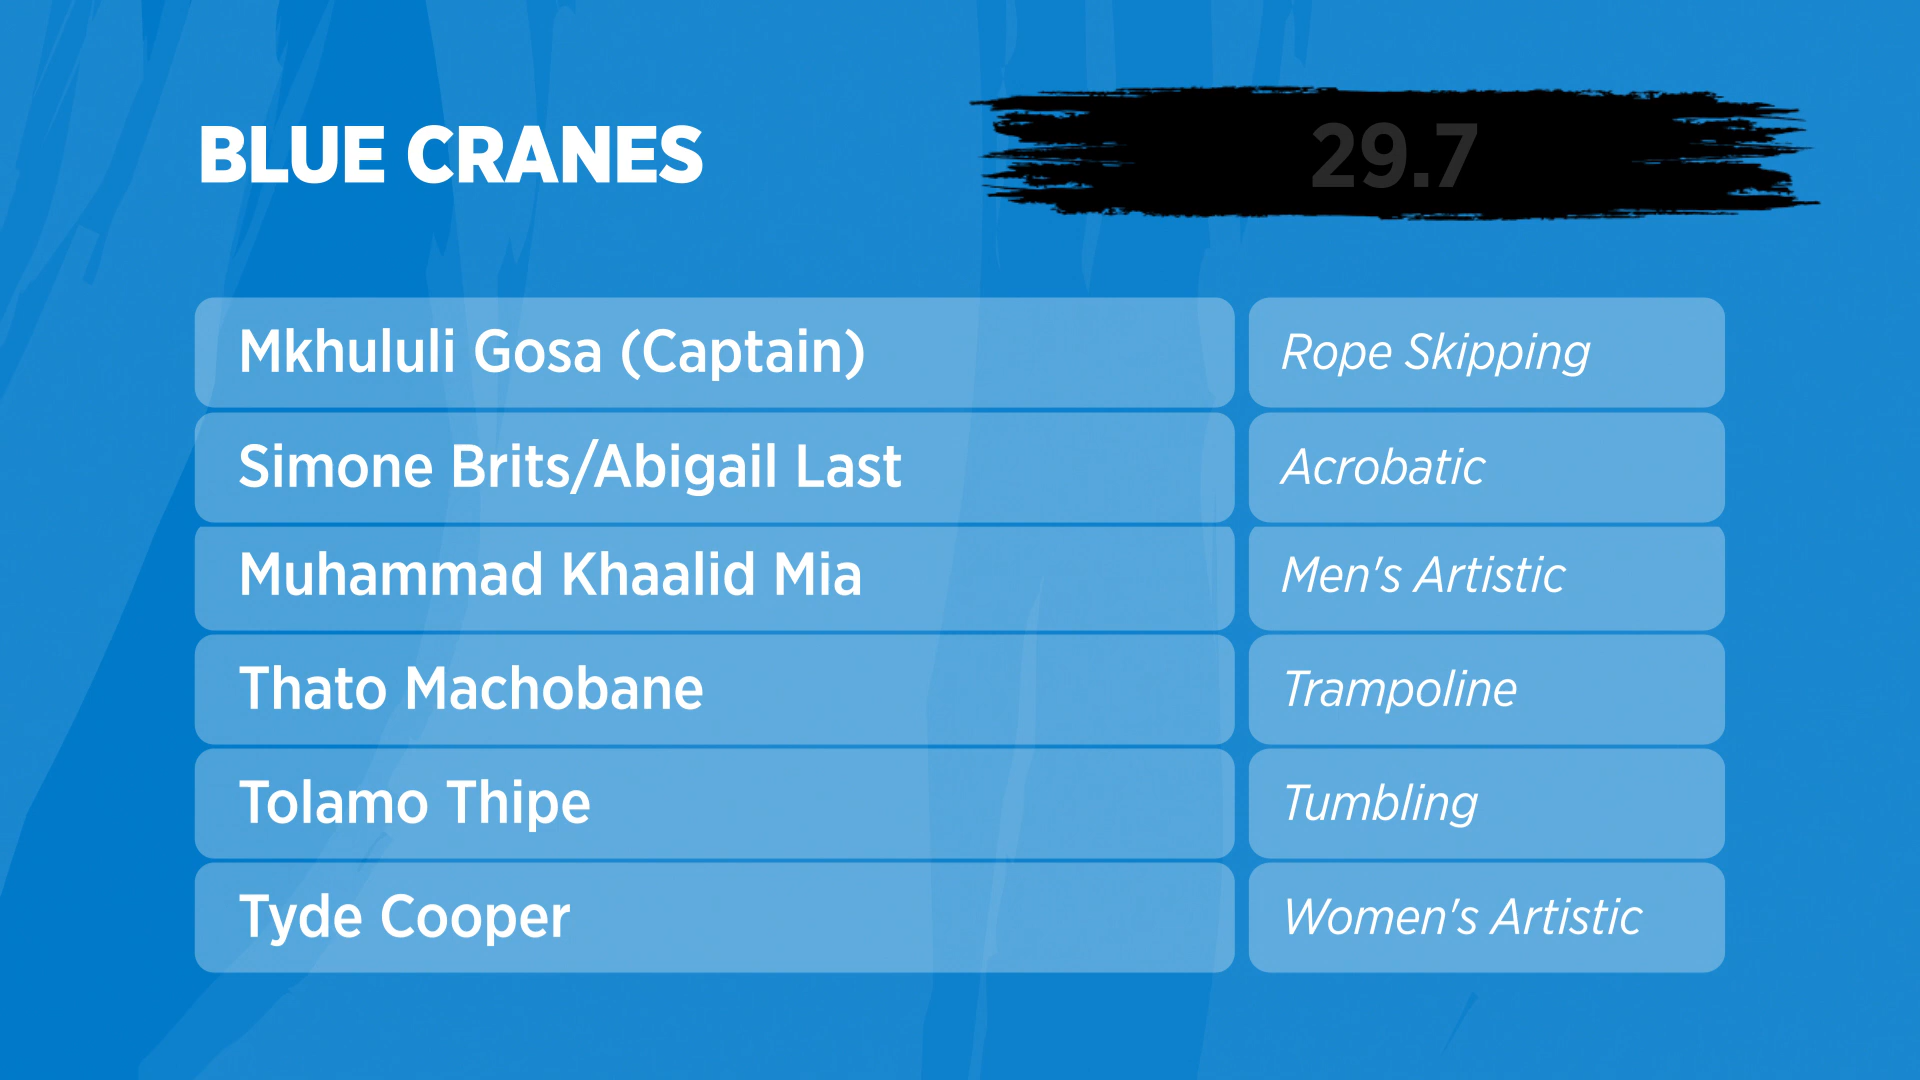 BLUE CRANES 29.7
Mkhululi Gosa (Captain) Rope Skipping
Simone Brits/Abigail Last Acrobatic
Muhammad Khaalid Mia Men's Artistic
Thato Machobane Trampoline
Tolamo Thipe Tumbling
Tyde Cooper Women's Artistic